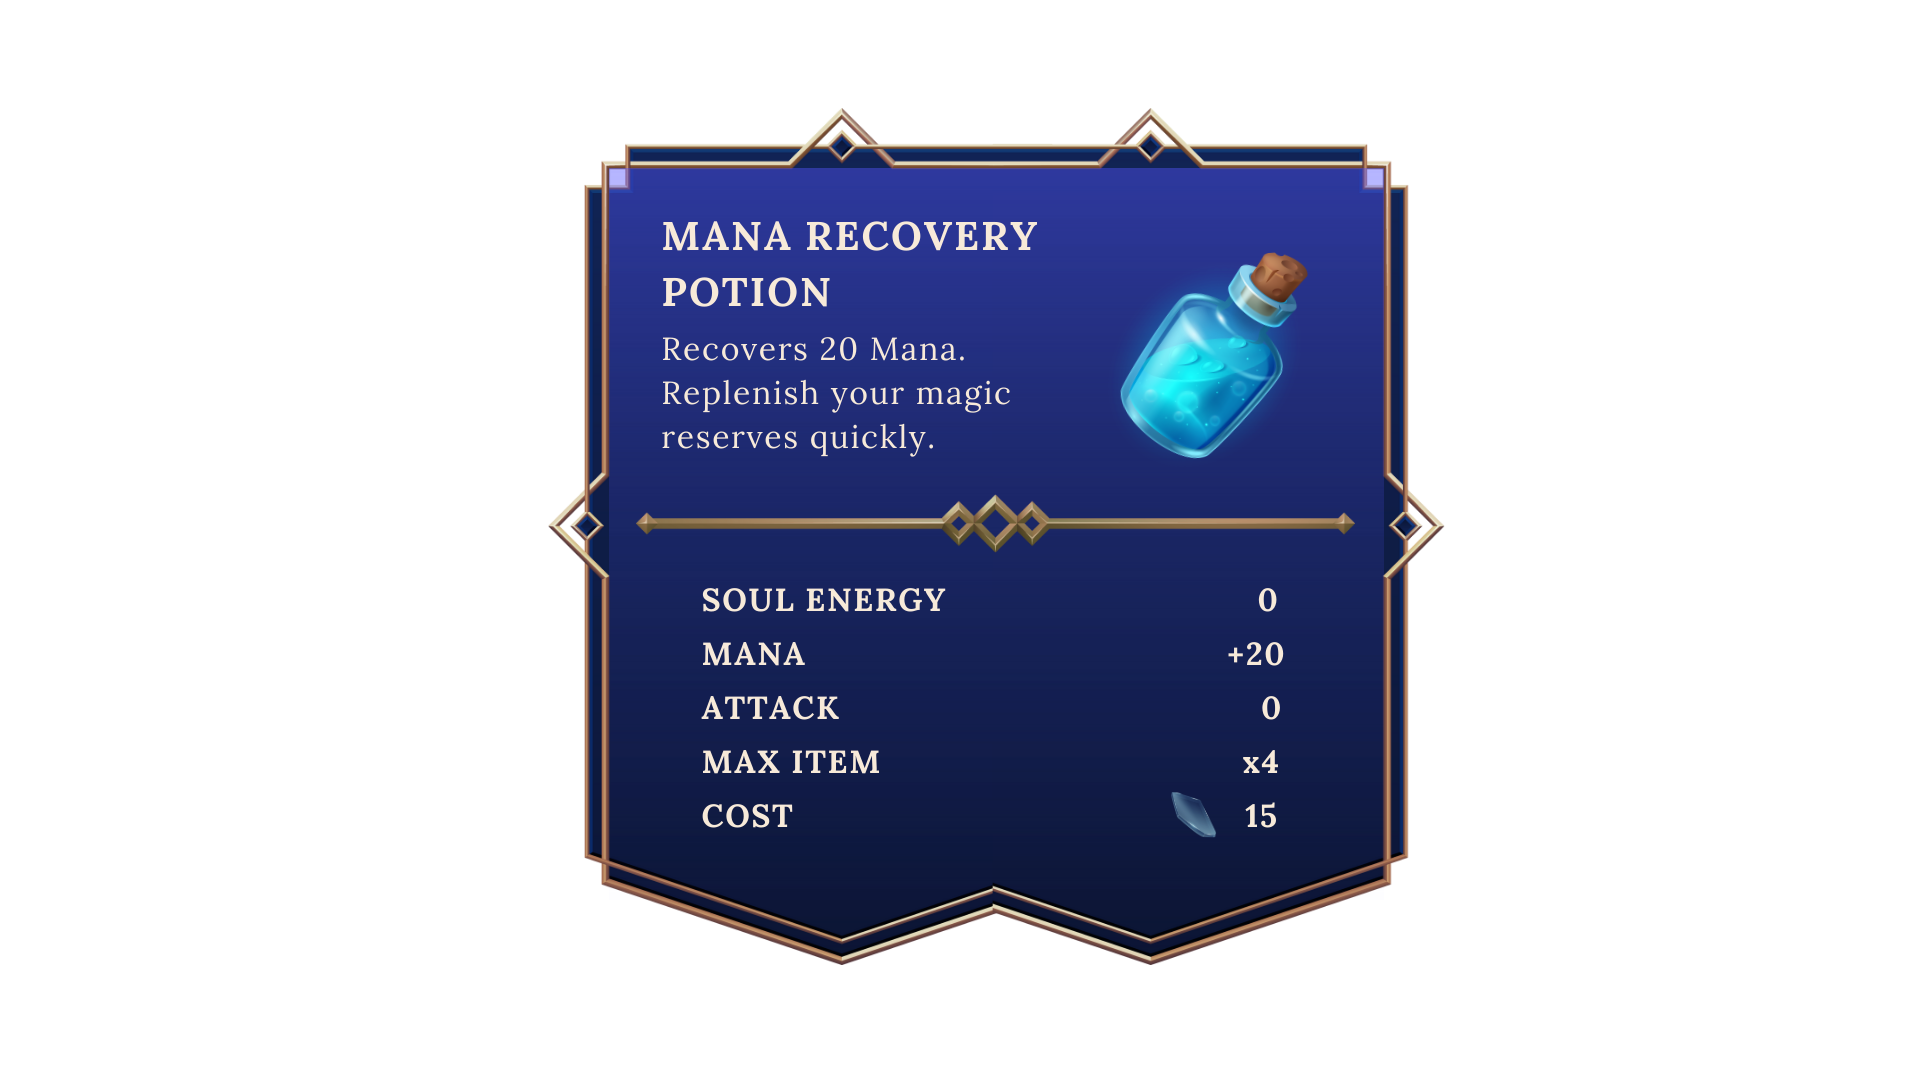 MANA RECOVERY
POTION
Recovers 20 Mana.
Replenish your magic
reserves quickly.
SOUL ENERGY 0
MANA +20
ATTACK 0
MAX ITEM x4
COST 15